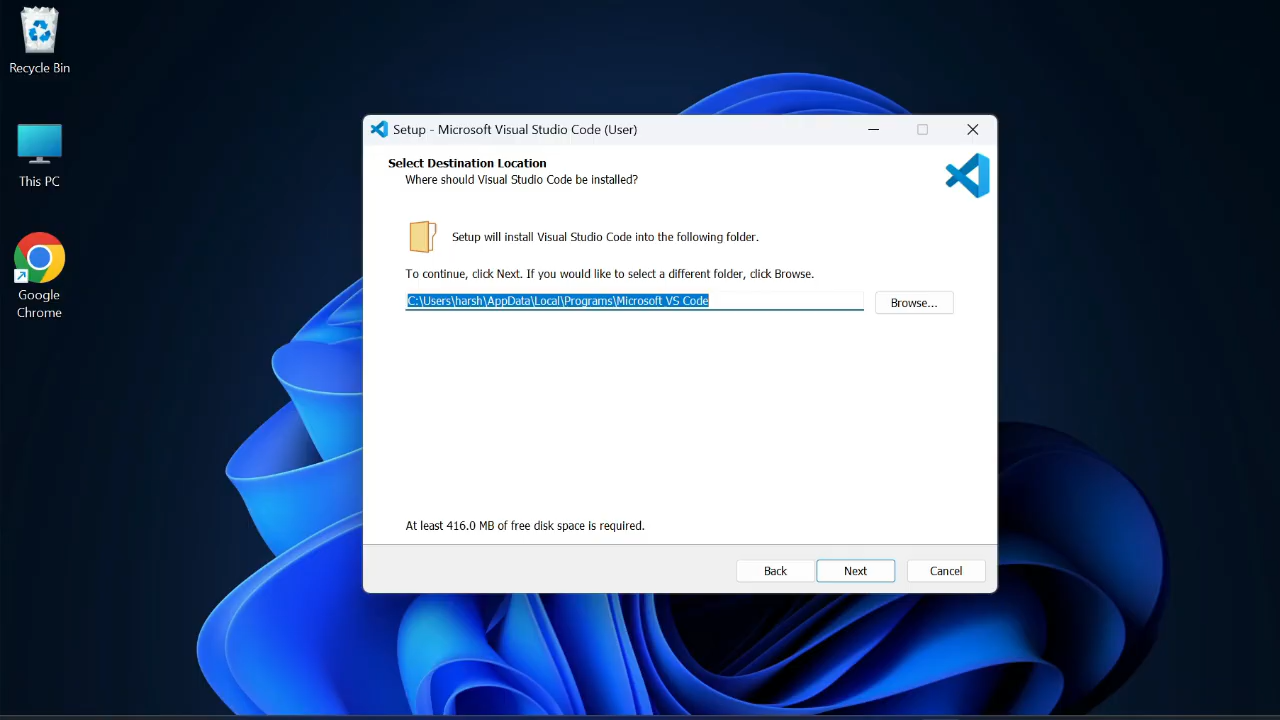 Recycle Bin
This PC
Google
Chrome
Setup - Microsoft Visual Studio Code (User)
Select Destination Location
Where should Visual Studio Code be installed?
Setup will install Visual Studio Code into the following folder.
To continue, click Next. If you would like to select a different folder, click Browse.
C:\Users\harsh\AppData\Local\Programs\Microsoft VS Code
Browse...
At least 416.0 MB of free disk space is required.
Back
Next
Cancel